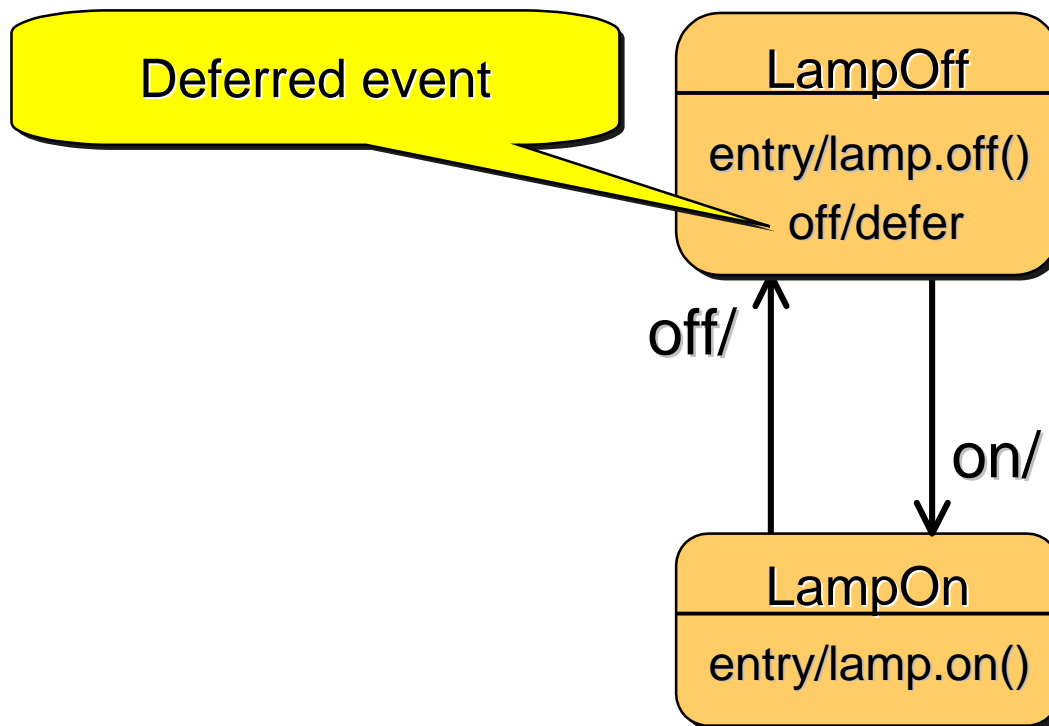 Deferred event
LampOff
entry/lamp.off()
off/defer
off/
on/
LampOn
entry/lamp.on()